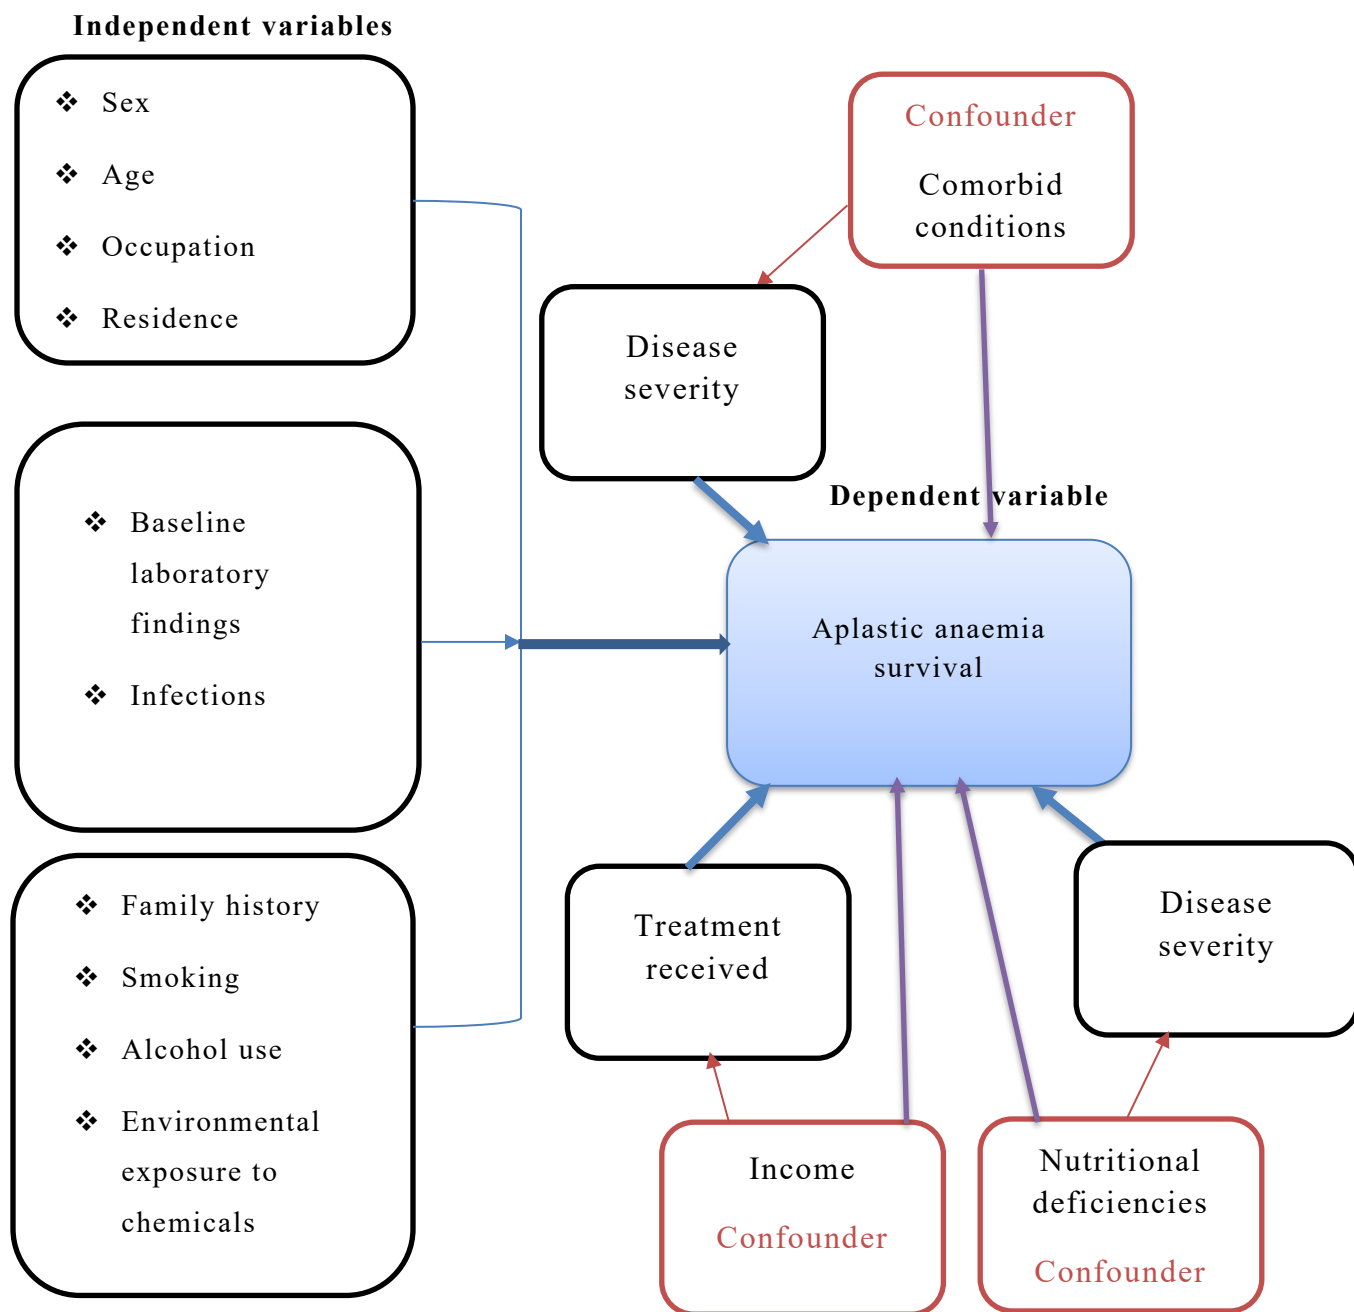 Independent variables
❖ Sex
❖ Age
❖ Occupation
❖ Residence
❖ Baseline
laboratory
findings
❖ Infections
❖ Family history
❖ Smoking
❖ Alcohol use
❖ Environmental
exposure to
chemicals
Confounder
Comorbid
conditions
Disease
severity
Dependent variable
Aplastic anaemia
survival
Treatment
received
Disease
severity
Income
Confounder
Nutritional
deficiencies
Confounder